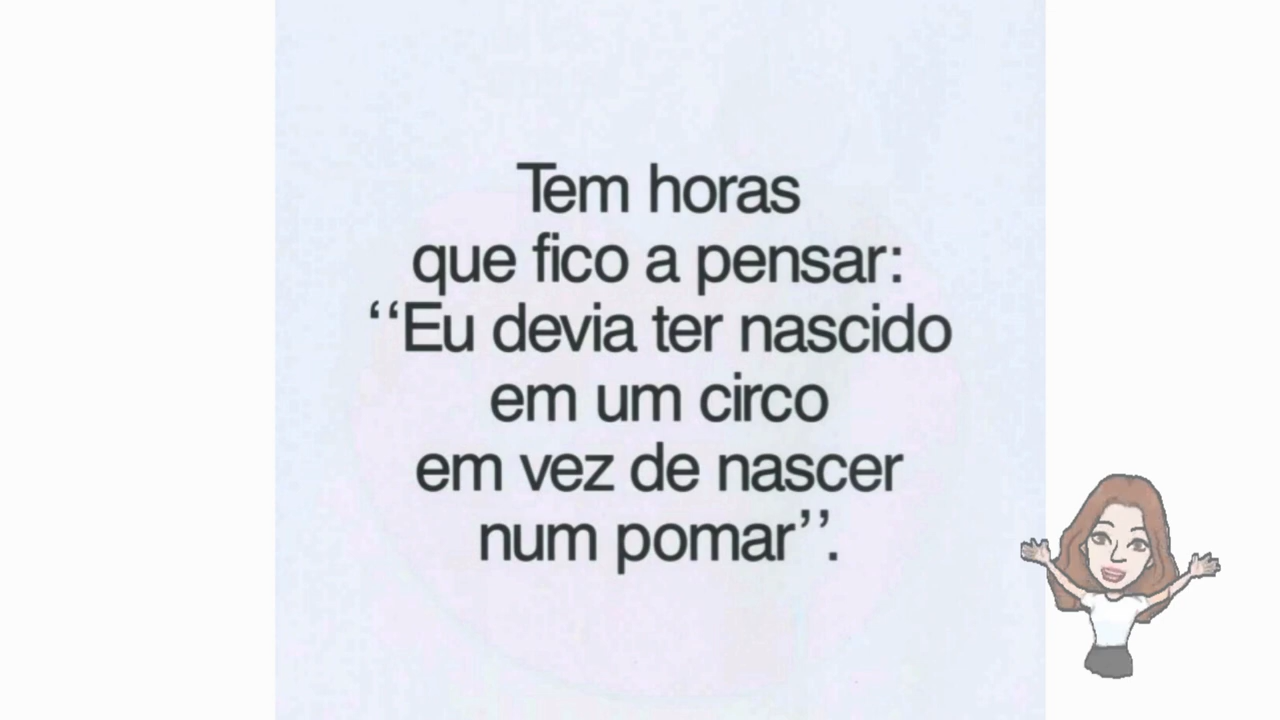 Tem horas
que fico a pensar:
‘‘Eu devia ter nascido
em um circo
em vez de nascer
num pomar’’.